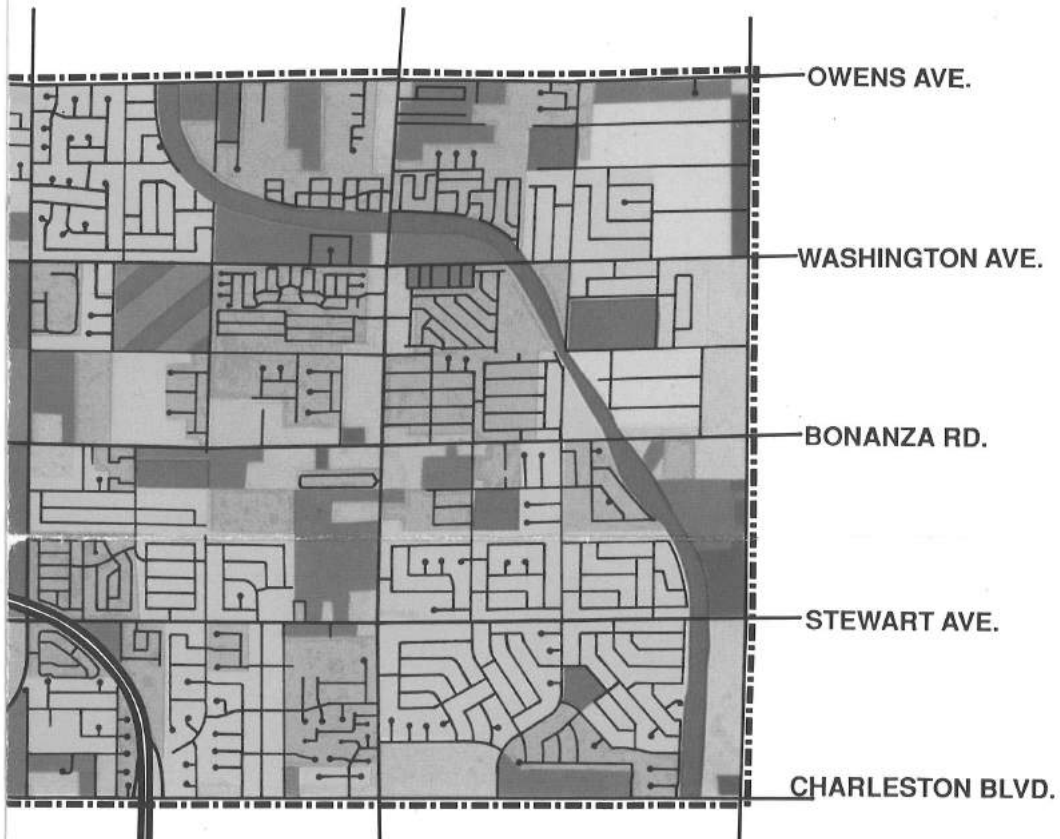 OWENS AVE.
WASHINGTON AVE.
BONANZA RD.
STEWART AVE.
CHARLESTON BLVD.